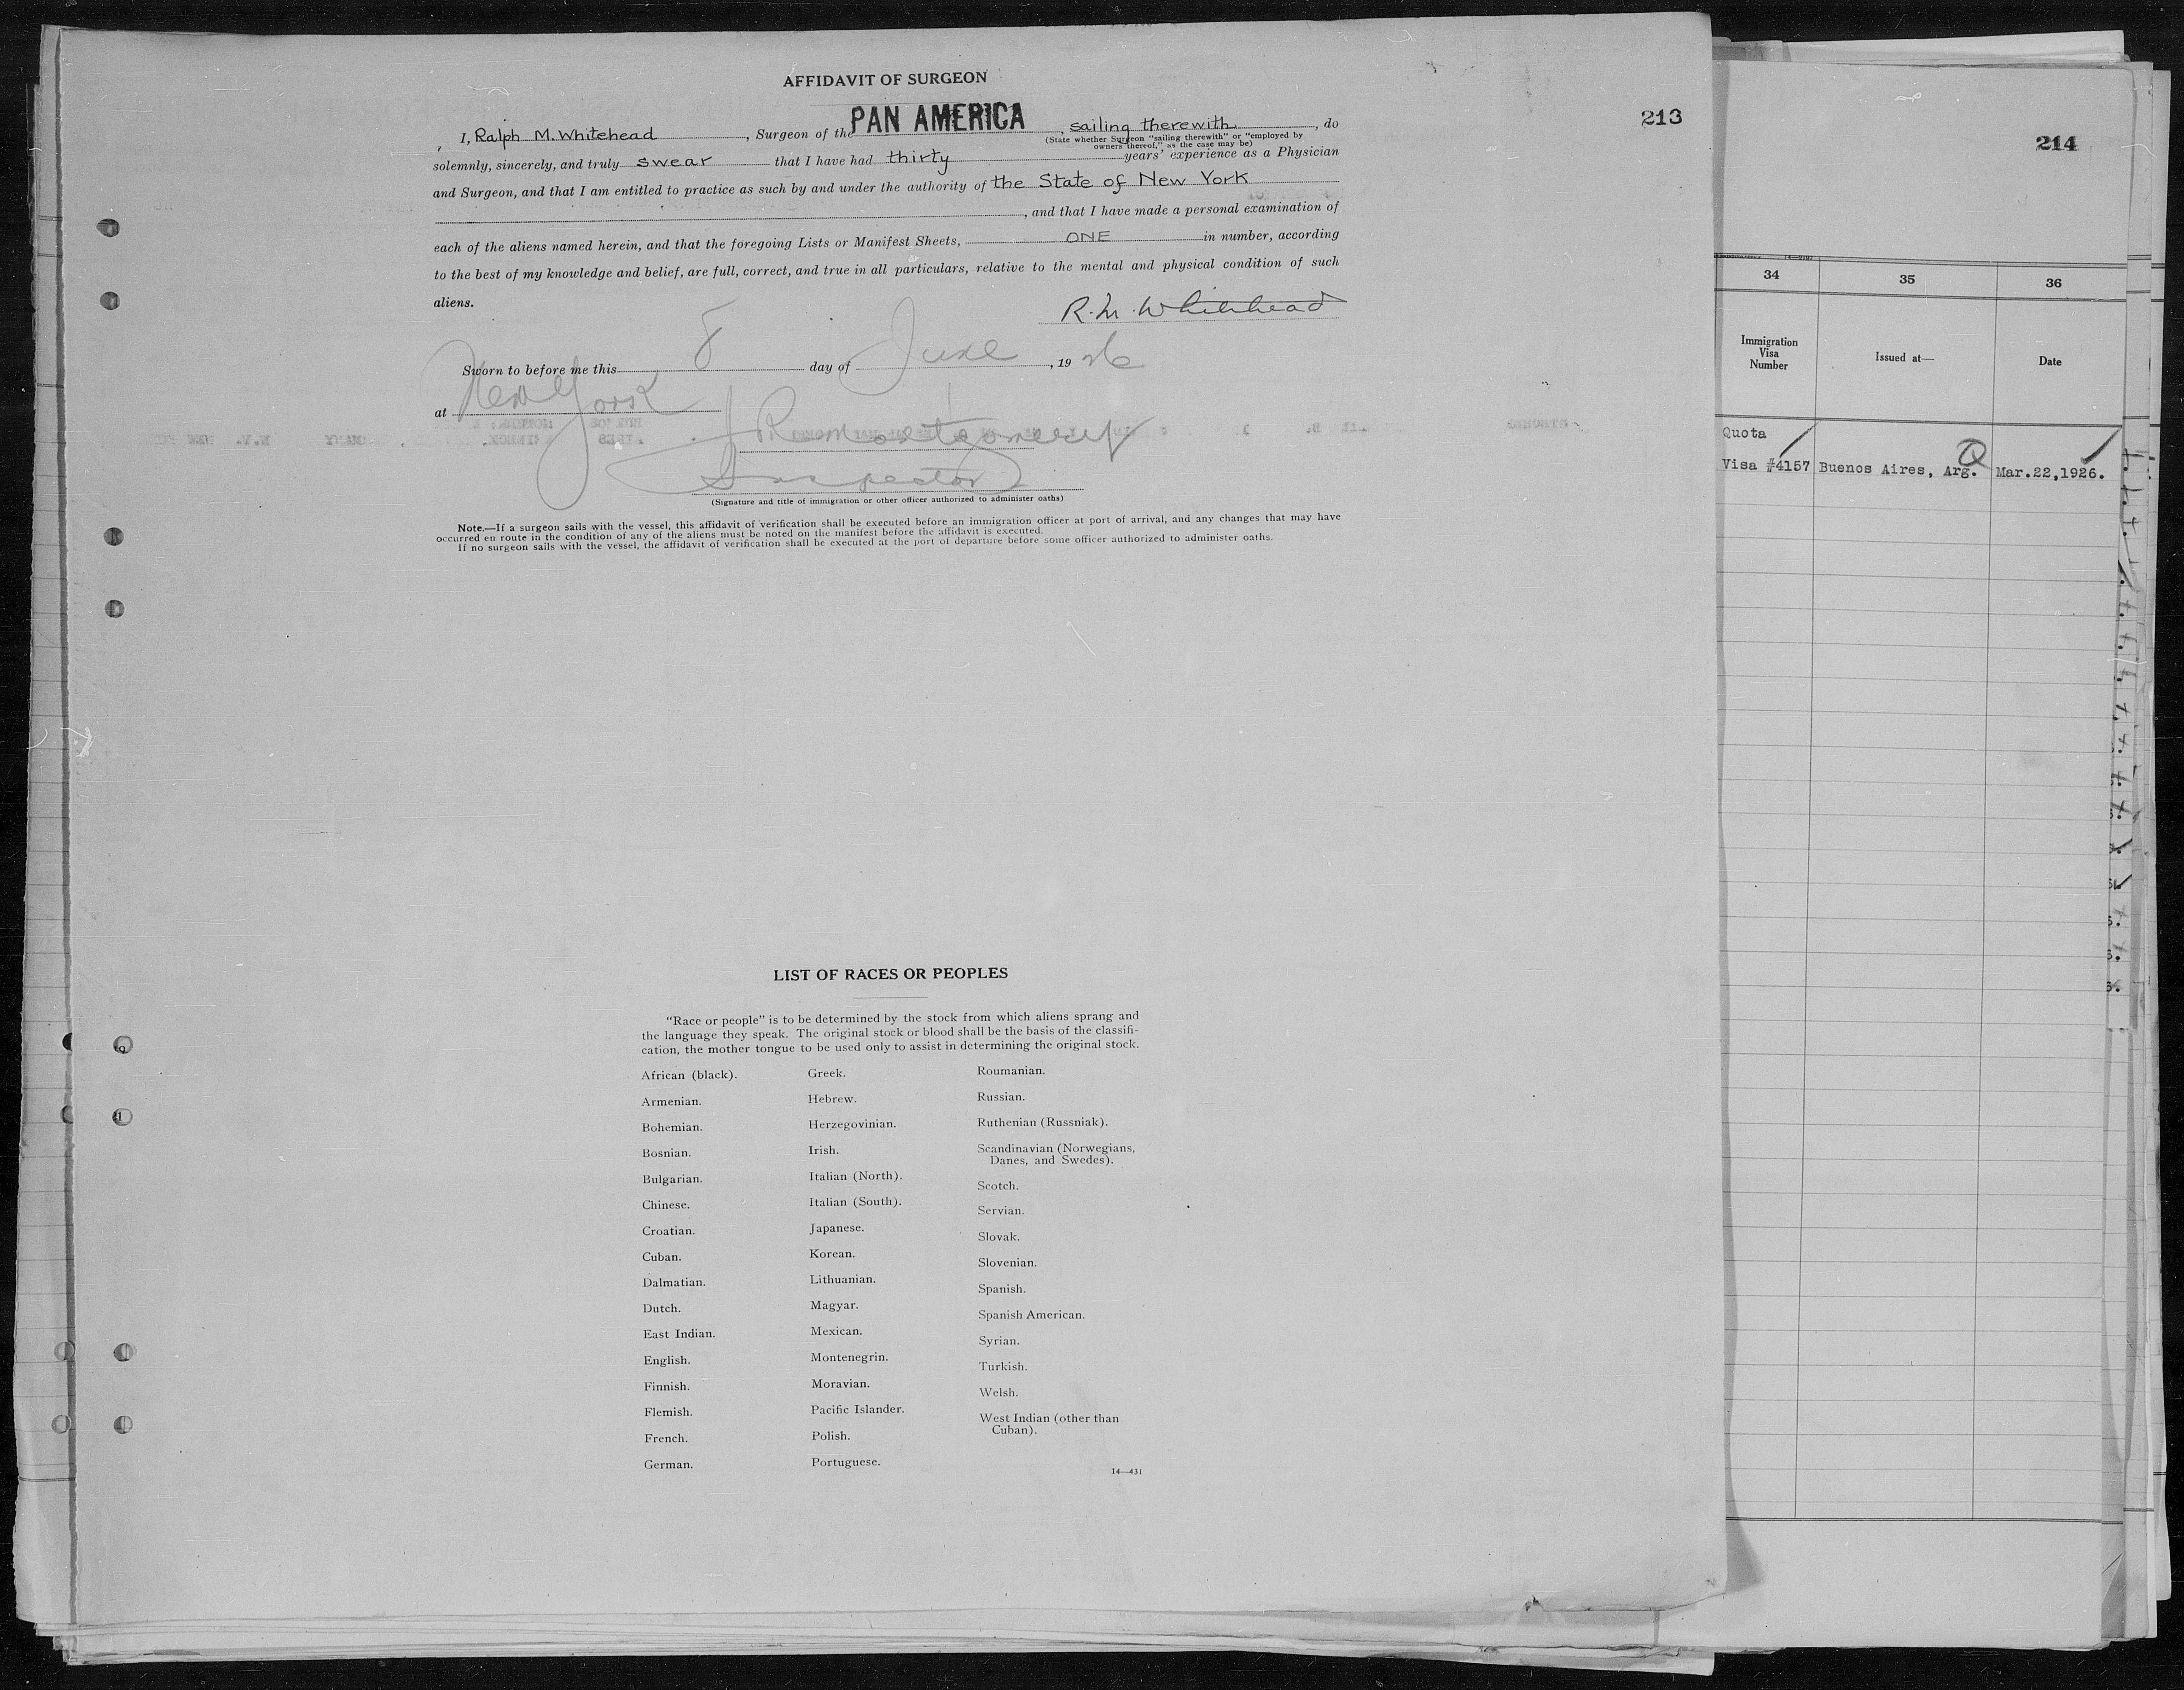 AFFIDAVIT OF SURGEON
I, Ralph M. Whitehead, Surgeon of the PAN AMERICA, sailing therewith, do
(State whether Surgeon "sailing therewith" or "employed by
owners thereof," as the case may be)
solemnly, sincerely, and truly swear that I have had thirty years' experience as a Physician
and Surgeon, and that I am entitled to practice as such by and under the authority of the State of New York
, and that I have made a personal examination of
each of the aliens named herein, and that the foregoing Lists or Manifest Sheets, ONE in number, according
to the best of my knowledge and belief, are full, correct, and true in all particulars, relative to the mental and physical condition of such
aliens.
R. M. Whitehead
Sworn to before me this 8 day of June, 1926
at New York
Montgomery
Inspector
(Signature and title of immigration or other officer authorized to administer oaths)
Note.—If a surgeon sails with the vessel, this affidavit of verification shall be executed before an immigration officer at port of arrival, and any changes that may have
occurred en route in the condition of any of the aliens must be noted on the manifest before the affidavit is executed.
If no surgeon sails with the vessel, the affidavit of verification shall be executed at the port of departure before some officer authorized to administer oaths.
LIST OF RACES OR PEOPLES
"Race or people" is to be determined by the stock from which aliens sprang and
the language they speak. The original stock or blood shall be the basis of the classifi-
cation, the mother tongue to be used only to assist in determining the original stock.
African (black).
Armenian.
Bohemian.
Bosnian.
Bulgarian.
Chinese.
Croatian.
Cuban.
Dalmatian.
Dutch.
East Indian.
English.
Finnish.
Flemish.
French.
German.
Greek.
Hebrew.
Herzegovinian.
Irish.
Italian (North).
Italian (South).
Japanese.
Korean.
Lithuanian.
Magyar.
Mexican.
Montenegrin.
Moravian.
Pacific Islander.
Polish.
Portuguese.
Roumanian.
Russian.
Ruthenian (Russniak).
Scandinavian (Norwegians,
Danes, and Swedes).
Scotch.
Servian.
Slovak.
Slovenian.
Spanish.
Spanish American.
Syrian.
Turkish.
Welsh.
West Indian (other than
Cuban).
14—431
213
214
34
35
36
Immigration
Visa
Number
Issued at—
Date
Quota
Visa #4157
Buenos Aires, Arg.
Mar.22,1926.